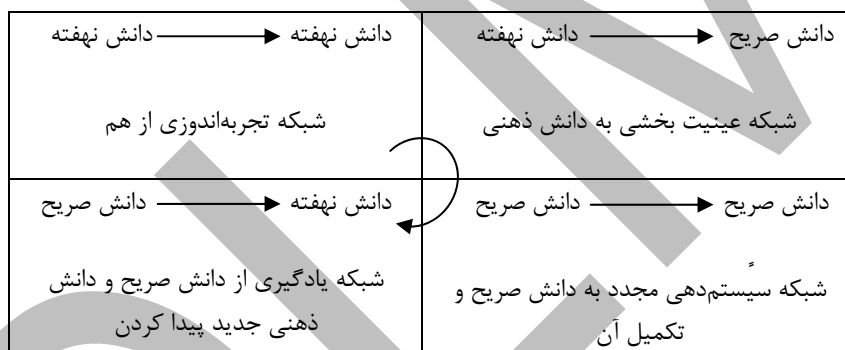 دانش صریح دانش نهفته
شبکه عینیت بخشی به دانش ذهنی
دانش نهفته دانش نهفته
شبکه تجربه‌اندوزی از هم
دانش صریح دانش صریح
شبکه سیستم‌دهی مجدد به دانش صریح و
تکمیل آن
دانش نهفته دانش صریح
شبکه یادگیری از دانش صریح و دانش
ذهنی جدید پیدا کردن